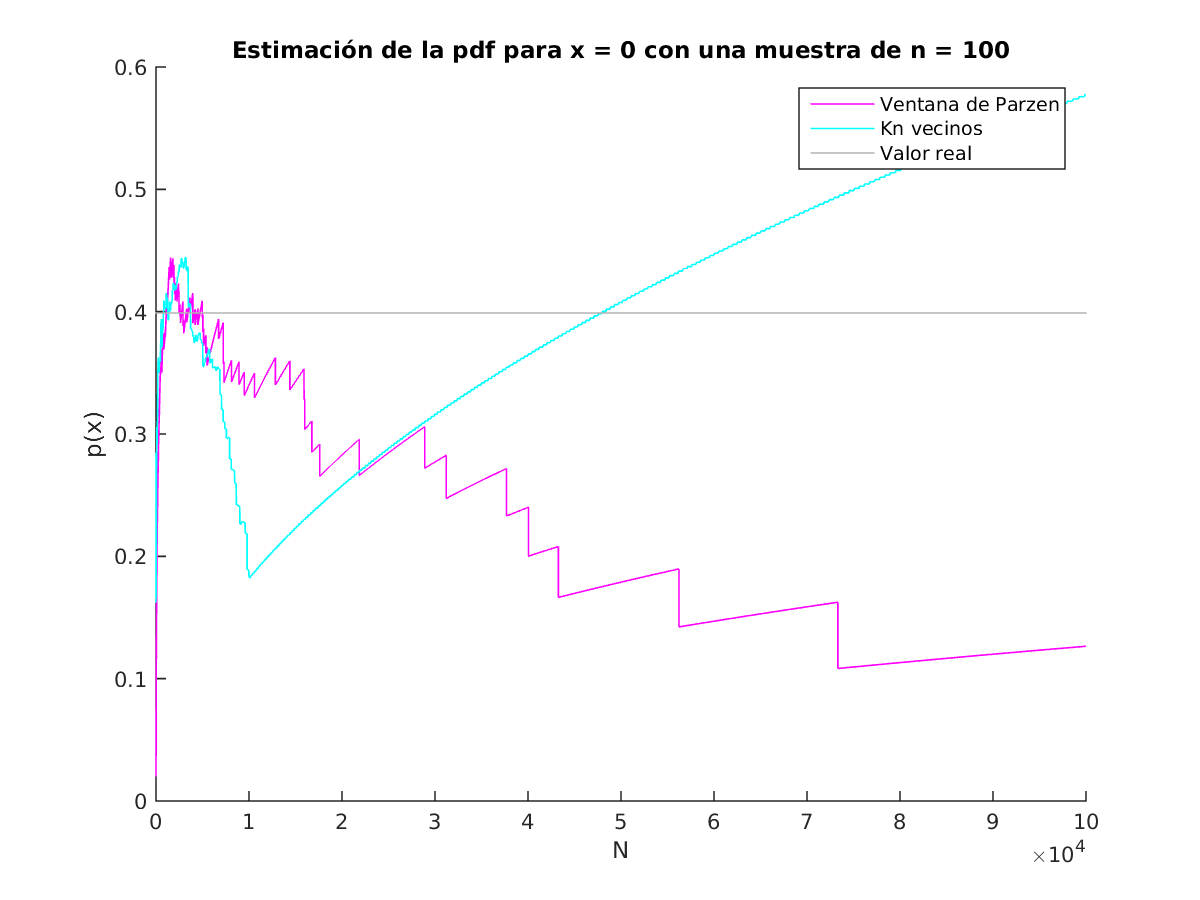 Estimación de la pdf para x = 0 con una muestra de n = 100
Ventana de Parzen
Kn vecinos
Valor real
0.6
0.5
0.4
0.3
0.2
0.1
0
p(x)
0 1 2 3 4 5 6 7 8 9 10
N
×10^4